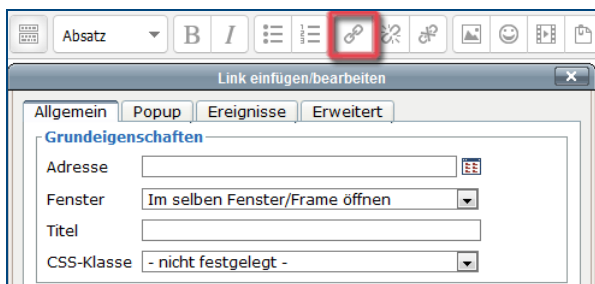 Absatz B I
Link einfügen/bearbeiten
Allgemein Popup Ereignisse Erweitert
Grundeigenschaften
Adresse
Fenster Im selben Fenster/Frame öffnen
Titel
CSS-Klasse - nicht festgelegt -